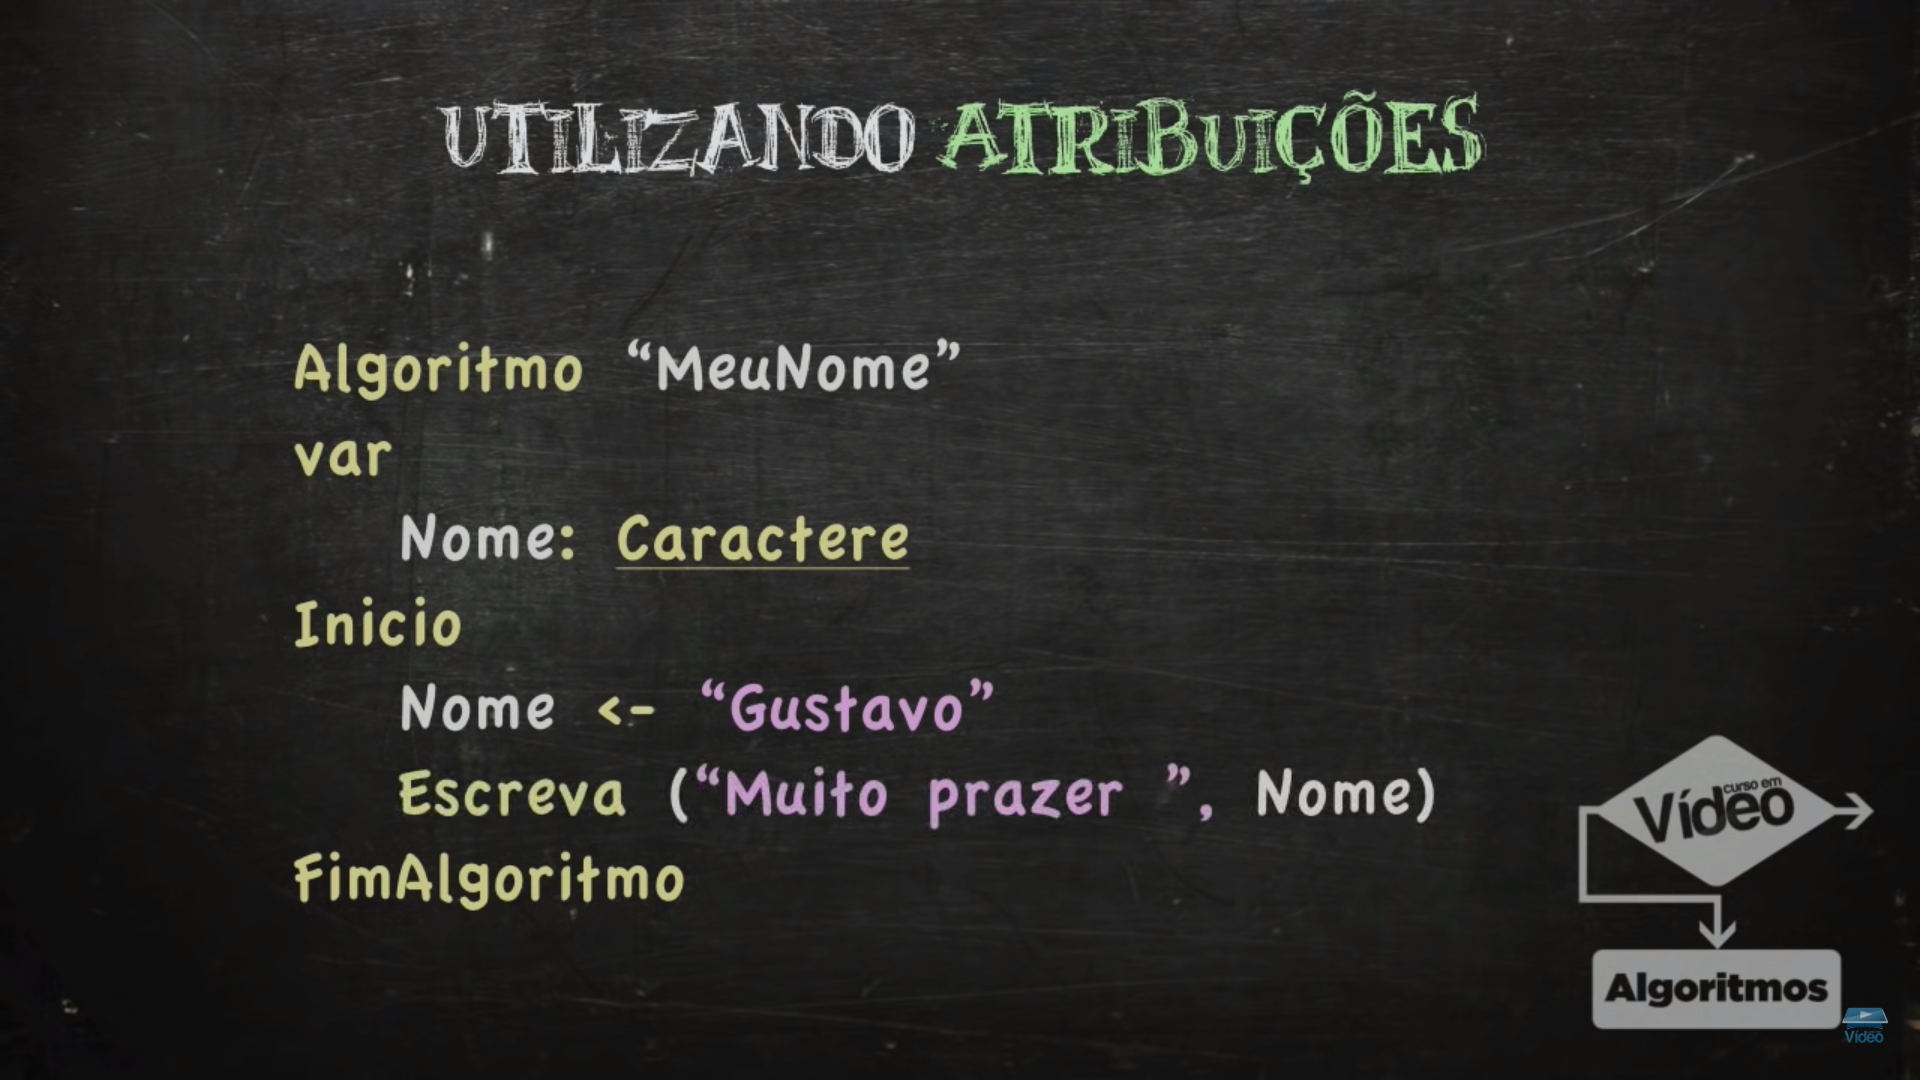 UTILIZANDO ATRIBUIÇÕES
Algoritmo “MeuNome”
var
Nome: Caractere
Inicio
Nome <- “Gustavo”
Escreva (“Muito prazer ”, Nome)
FimAlgoritmo
curso em
Vídeo
Algoritmos
Vídeo